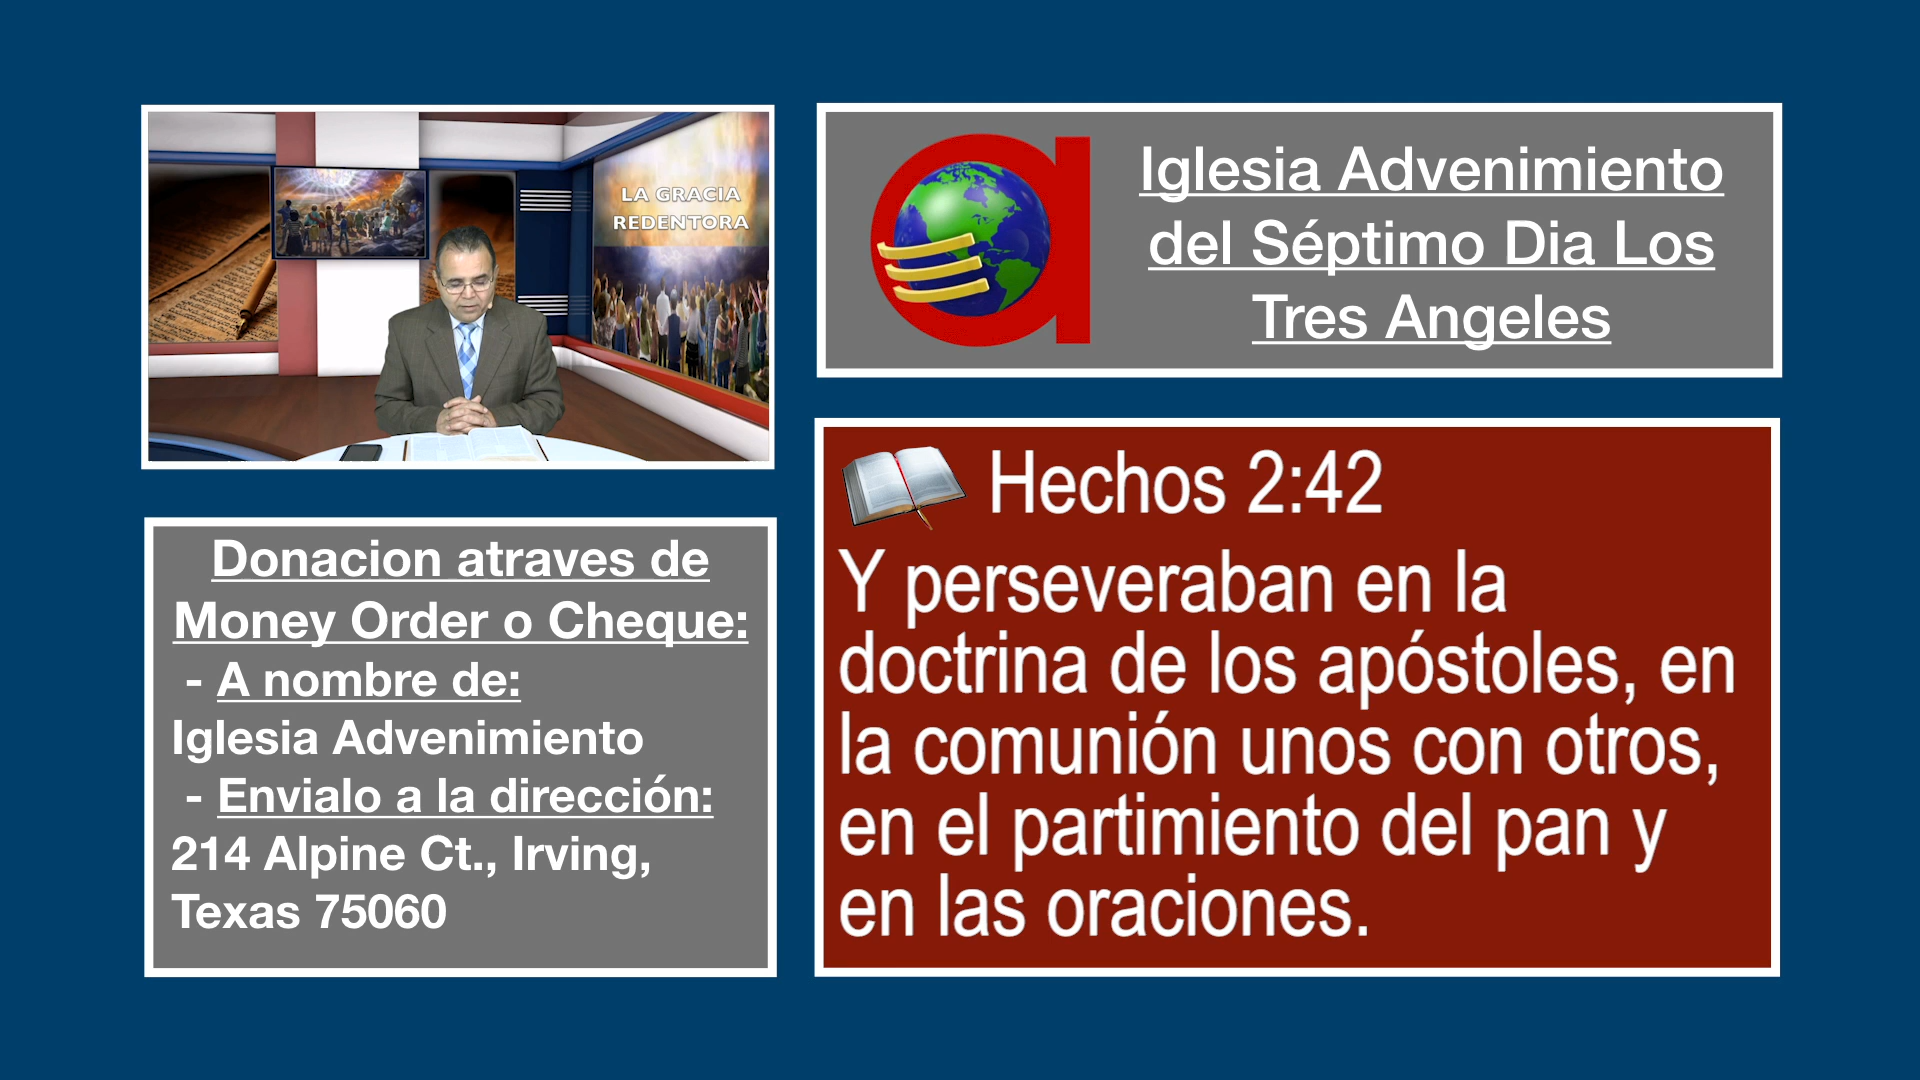 LA GRACIA
REDENTORA
Iglesia Advenimiento
del Séptimo Dia Los
Tres Angeles
Donacion atraves de
Money Order o Cheque:
- A nombre de:
Iglesia Advenimiento
- Envialo a la dirección:
214 Alpine Ct., Irving,
Texas 75060
Hechos 2:42
Y perseveraban en la
doctrina de los apóstoles, en
la comunión unos con otros,
en el partimiento del pan y
en las oraciones.